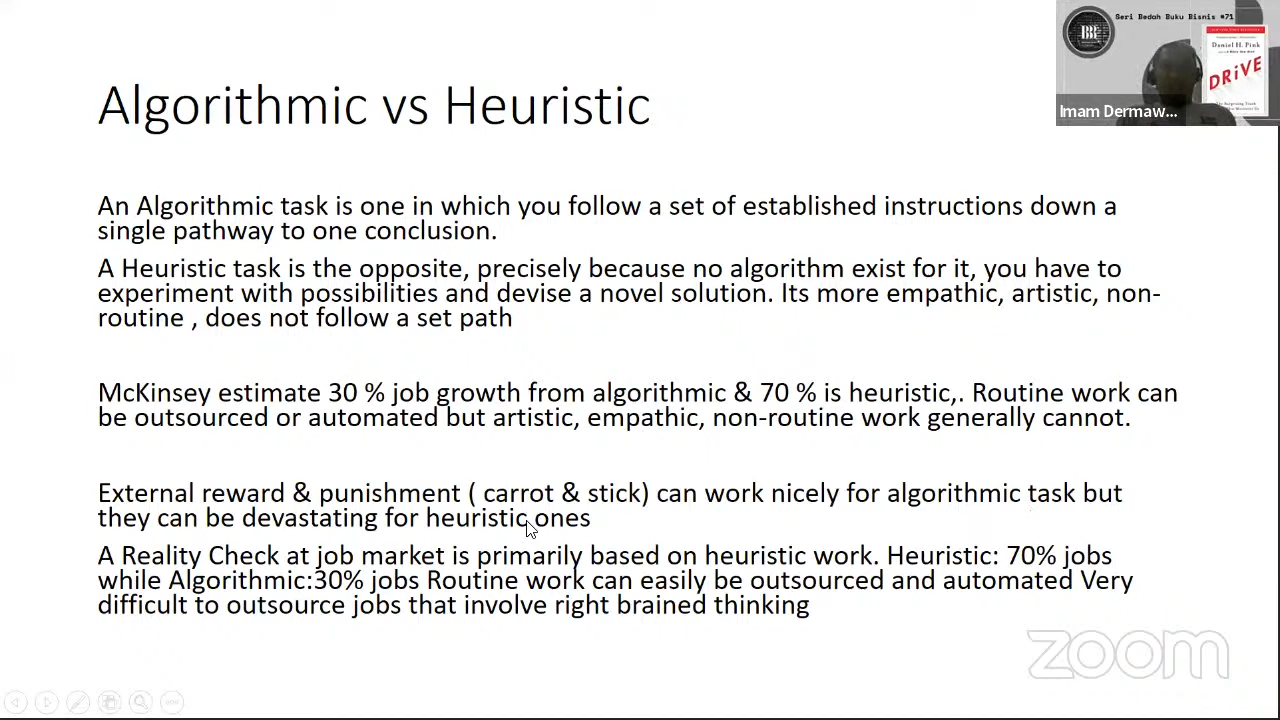 Seri Bedah Buku Bisnis #71
Daniel H. Pink
DRiVE
Imam Dermaw...
Algorithmic vs Heuristic
An Algorithmic task is one in which you follow a set of established instructions down a
single pathway to one conclusion.
A Heuristic task is the opposite, precisely because no algorithm exist for it, you have to
experiment with possibilities and devise a novel solution. Its more empathic, artistic, non-
routine , does not follow a set path
McKinsey estimate 30 % job growth from algorithmic & 70 % is heuristic,. Routine work can
be outsourced or automated but artistic, empathic, non-routine work generally cannot.
External reward & punishment ( carrot & stick) can work nicely for algorithmic task but
they can be devastating for heuristic ones
A Reality Check at job market is primarily based on heuristic work. Heuristic: 70% jobs
while Algorithmic:30% jobs Routine work can easily be outsourced and automated Very
difficult to outsource jobs that involve right brained thinking
zoom